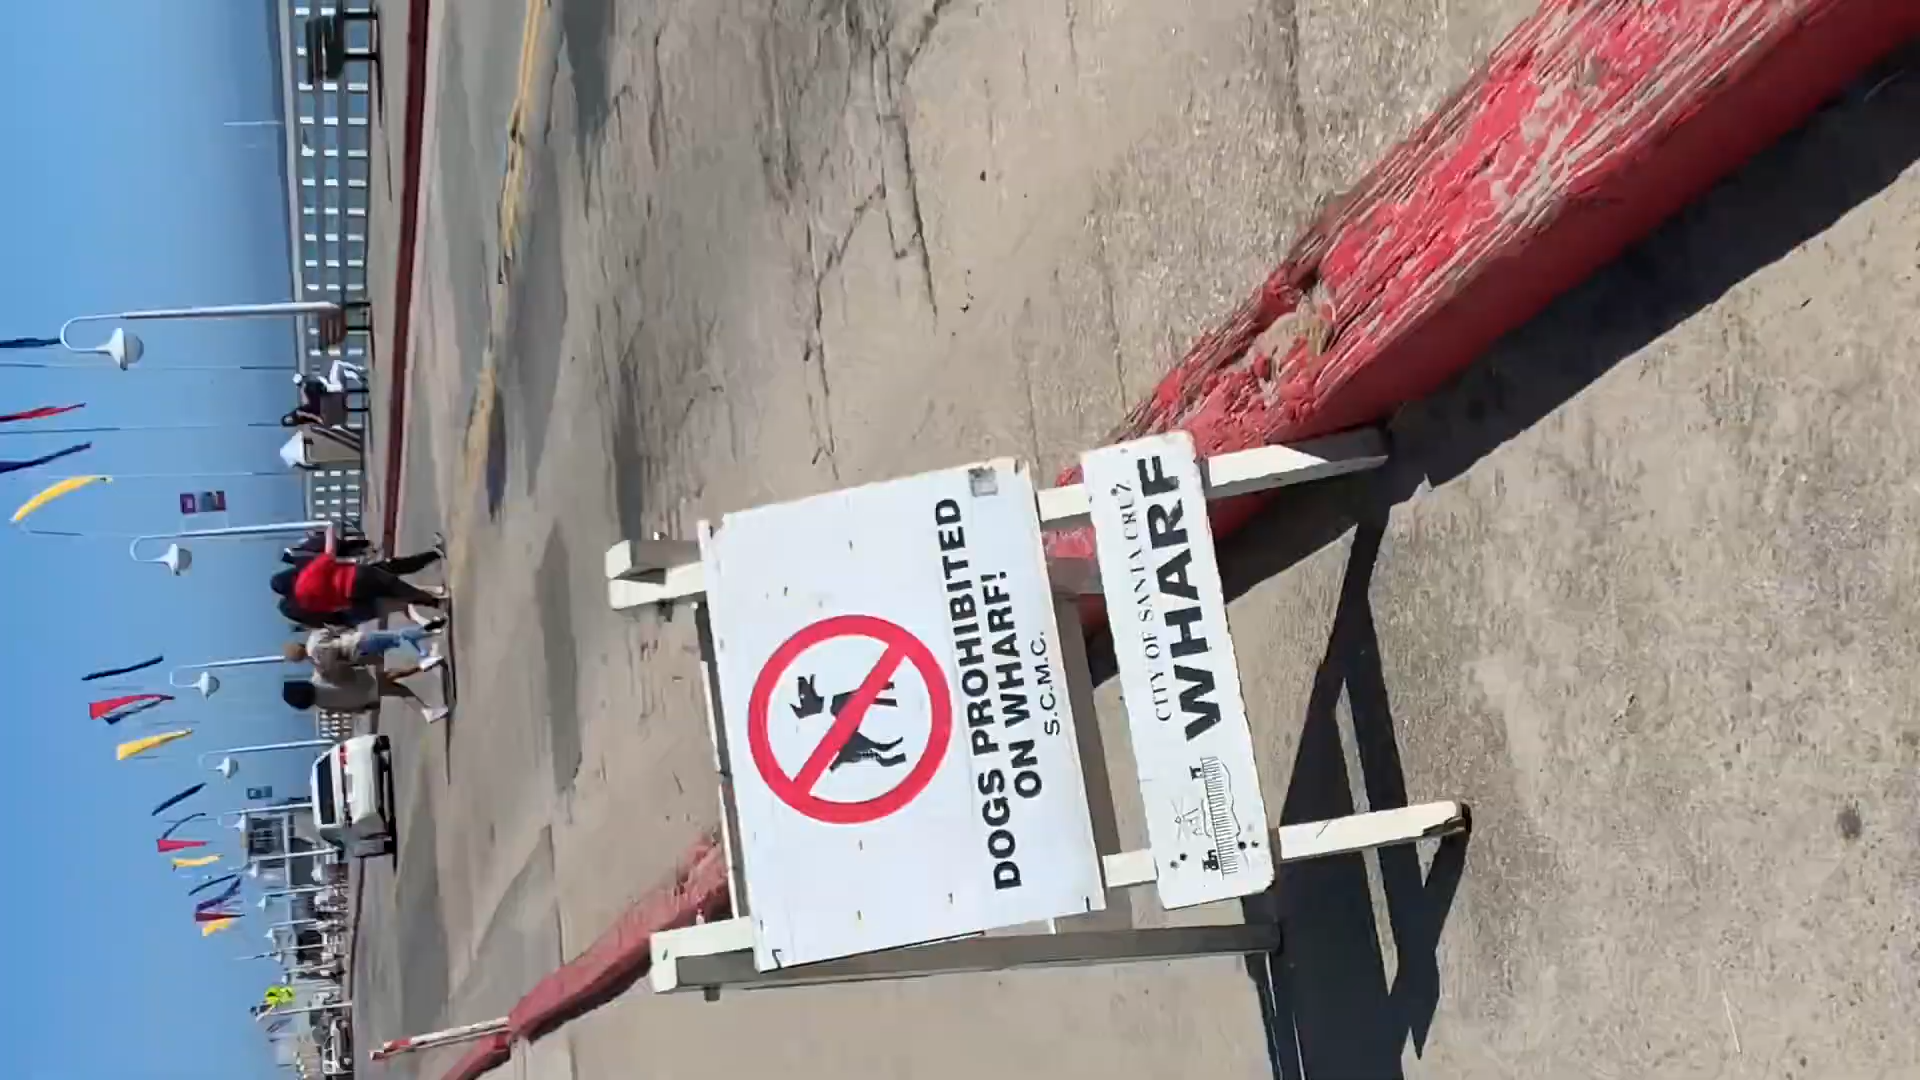 DOGS PROHIBITED
ON WHARF!
S.C.M.C.
CITY OF SANTA CRUZ
WHARF